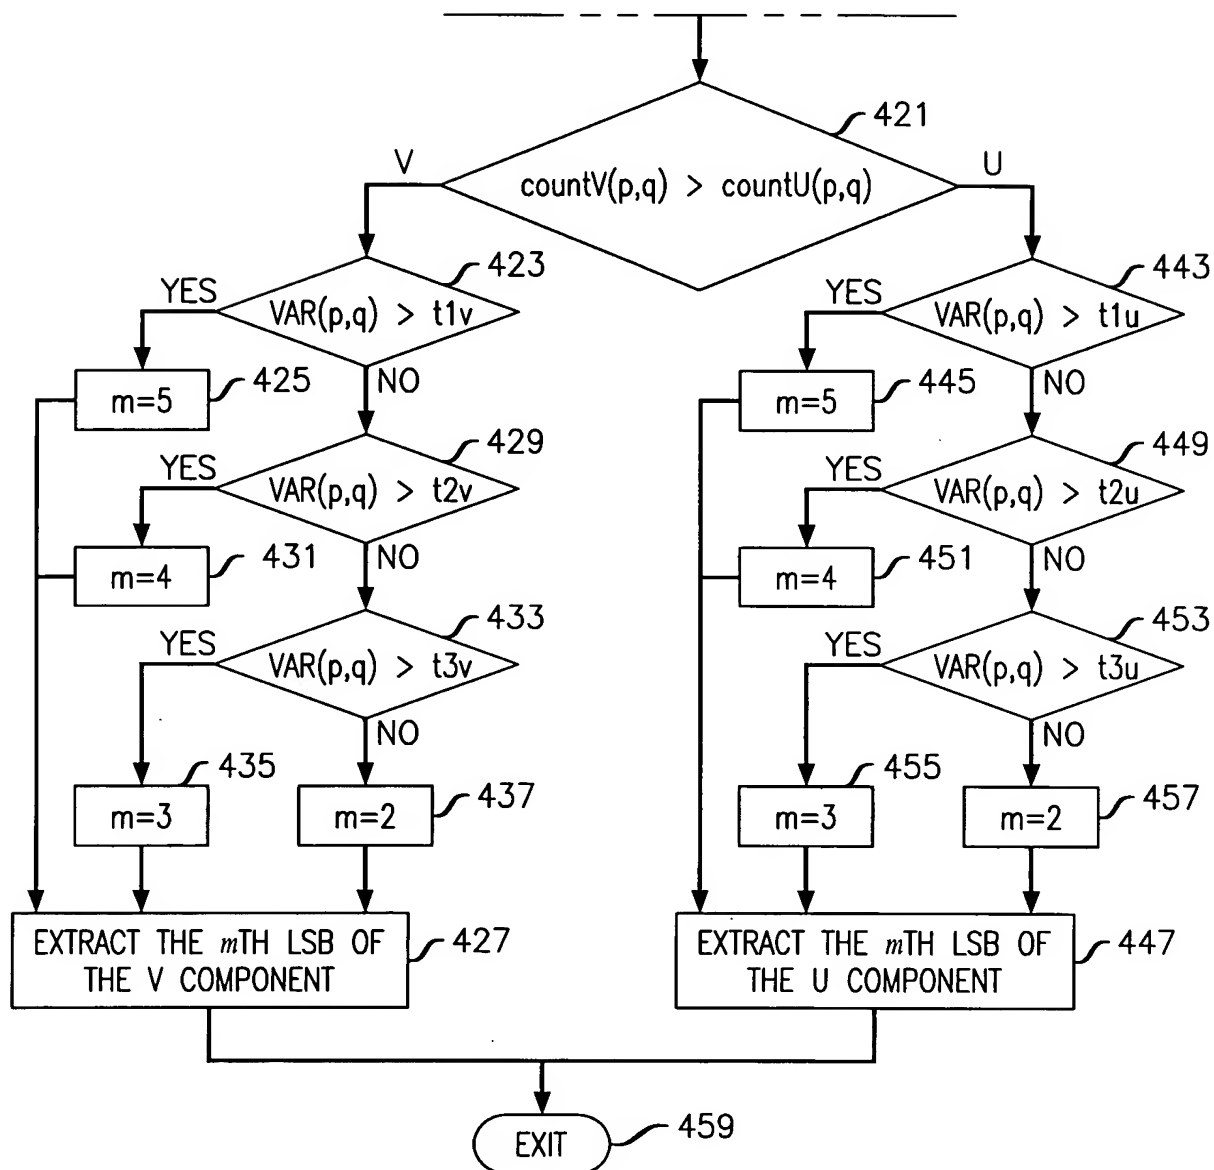 421
V
U
countV(p,q) > countU(p,q)
423
443
YES
VAR(p,q) > t1v
YES
VAR(p,q) > t1u
m=5
425
NO
m=5
445
NO
429
449
YES
VAR(p,q) > t2v
YES
VAR(p,q) > t2u
m=4
431
NO
m=4
451
NO
433
453
YES
VAR(p,q) > t3v
YES
VAR(p,q) > t3u
NO
NO
435
455
m=3
m=2
437
m=3
m=2
457
EXTRACT THE mTH LSB OF
THE V COMPONENT
427
EXTRACT THE mTH LSB OF
THE U COMPONENT
447
EXIT
459